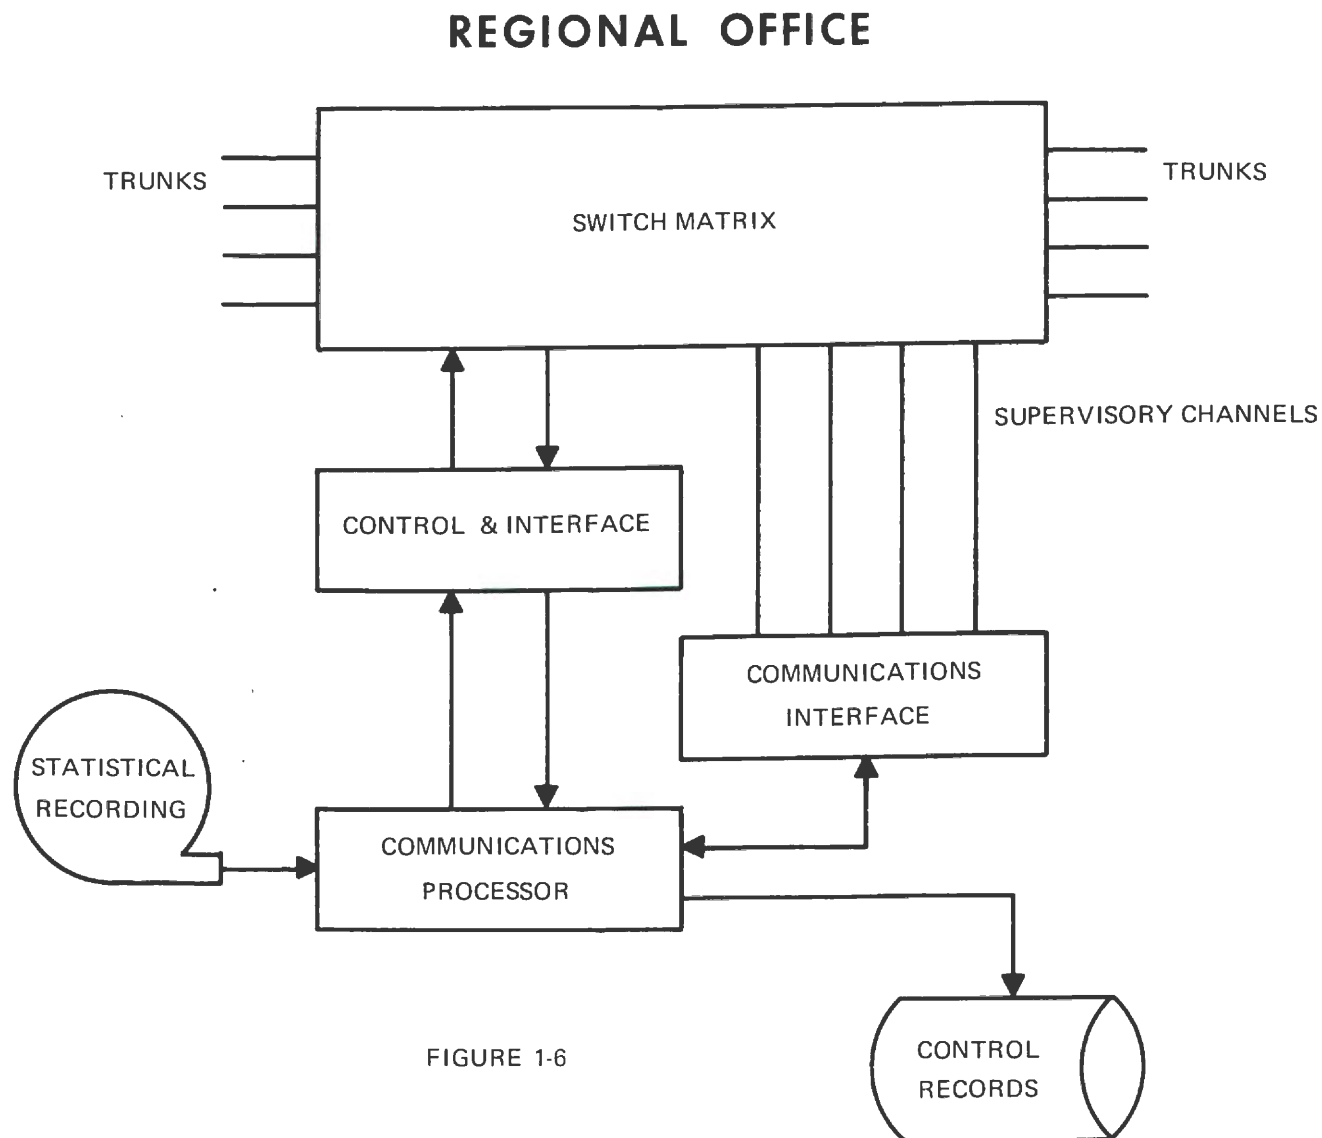 REGIONAL OFFICE
TRUNKS
TRUNKS
SWITCH MATRIX
SUPERVISORY CHANNELS
CONTROL & INTERFACE
COMMUNICATIONS
INTERFACE
STATISTICAL
RECORDING
COMMUNICATIONS
PROCESSOR
CONTROL
RECORDS
FIGURE 1-6